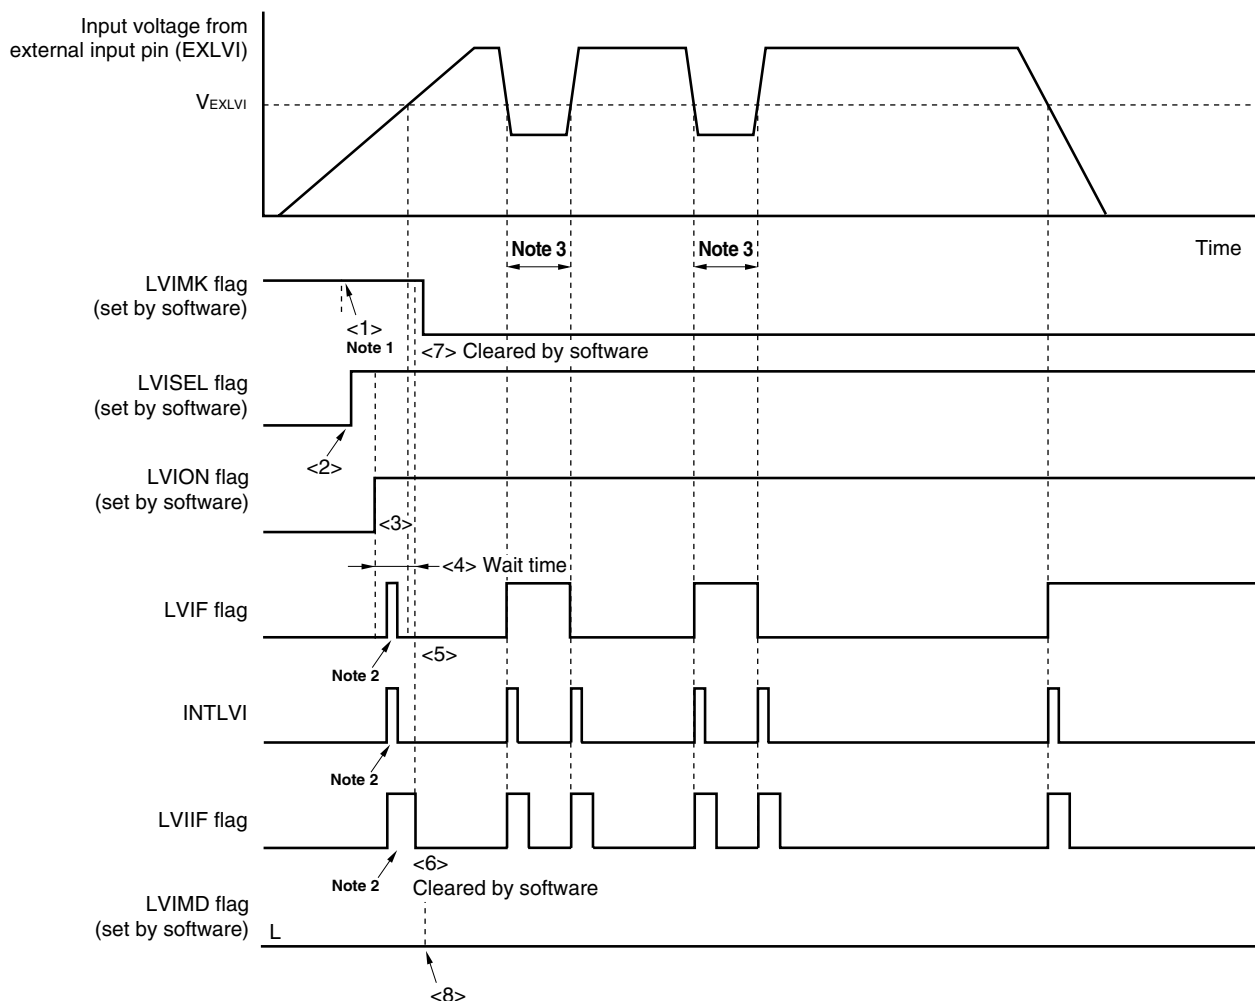 Input voltage from
external input pin (EXLVI)
VEXLVI
Note 3
Note 3
Time
LVIMK flag
(set by software)
<1>
Note 1
<7> Cleared by software
LVISEL flag
(set by software)
<2>
LVION flag
(set by software)
<3>
<4> Wait time
LVIF flag
Note 2
<5>
INTLVI
Note 2
LVIIF flag
Note 2
<6>
Cleared by software
LVIMD flag
(set by software)
L
<8>